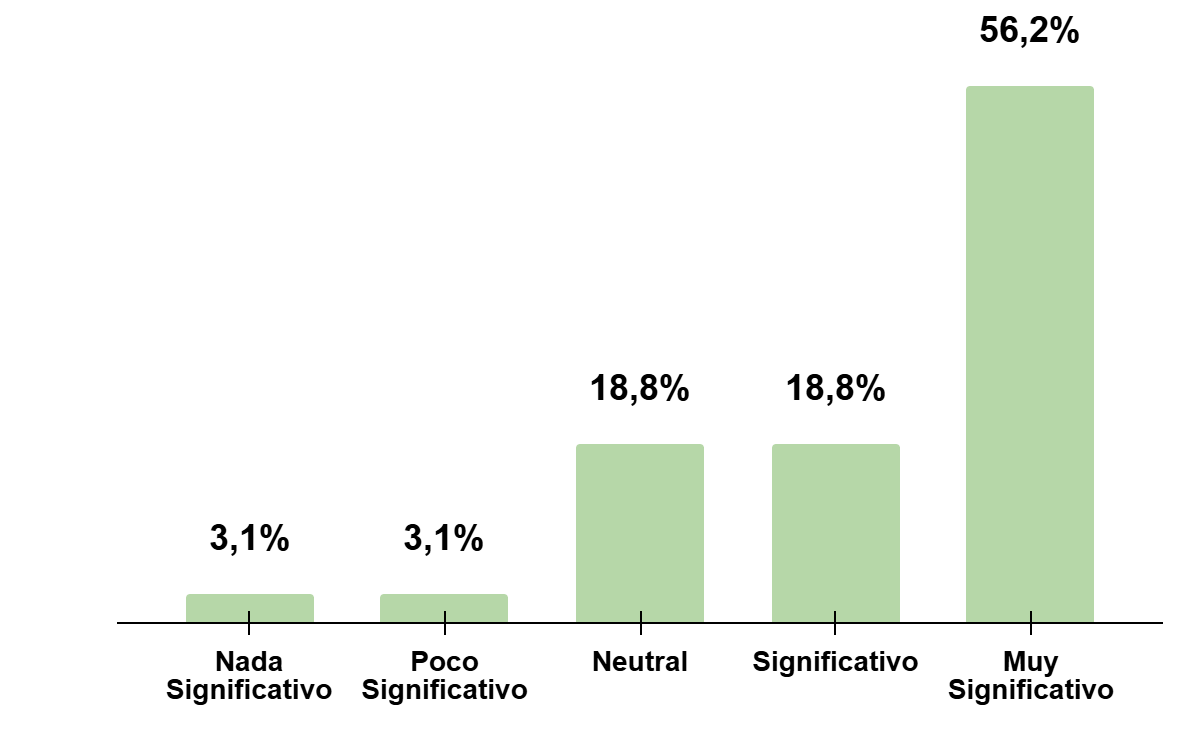 56,2%
18,8%
18,8%
3,1%
3,1%
Nada
Significativo
Poco
Significativo
Neutral
Significativo
Muy
Significativo